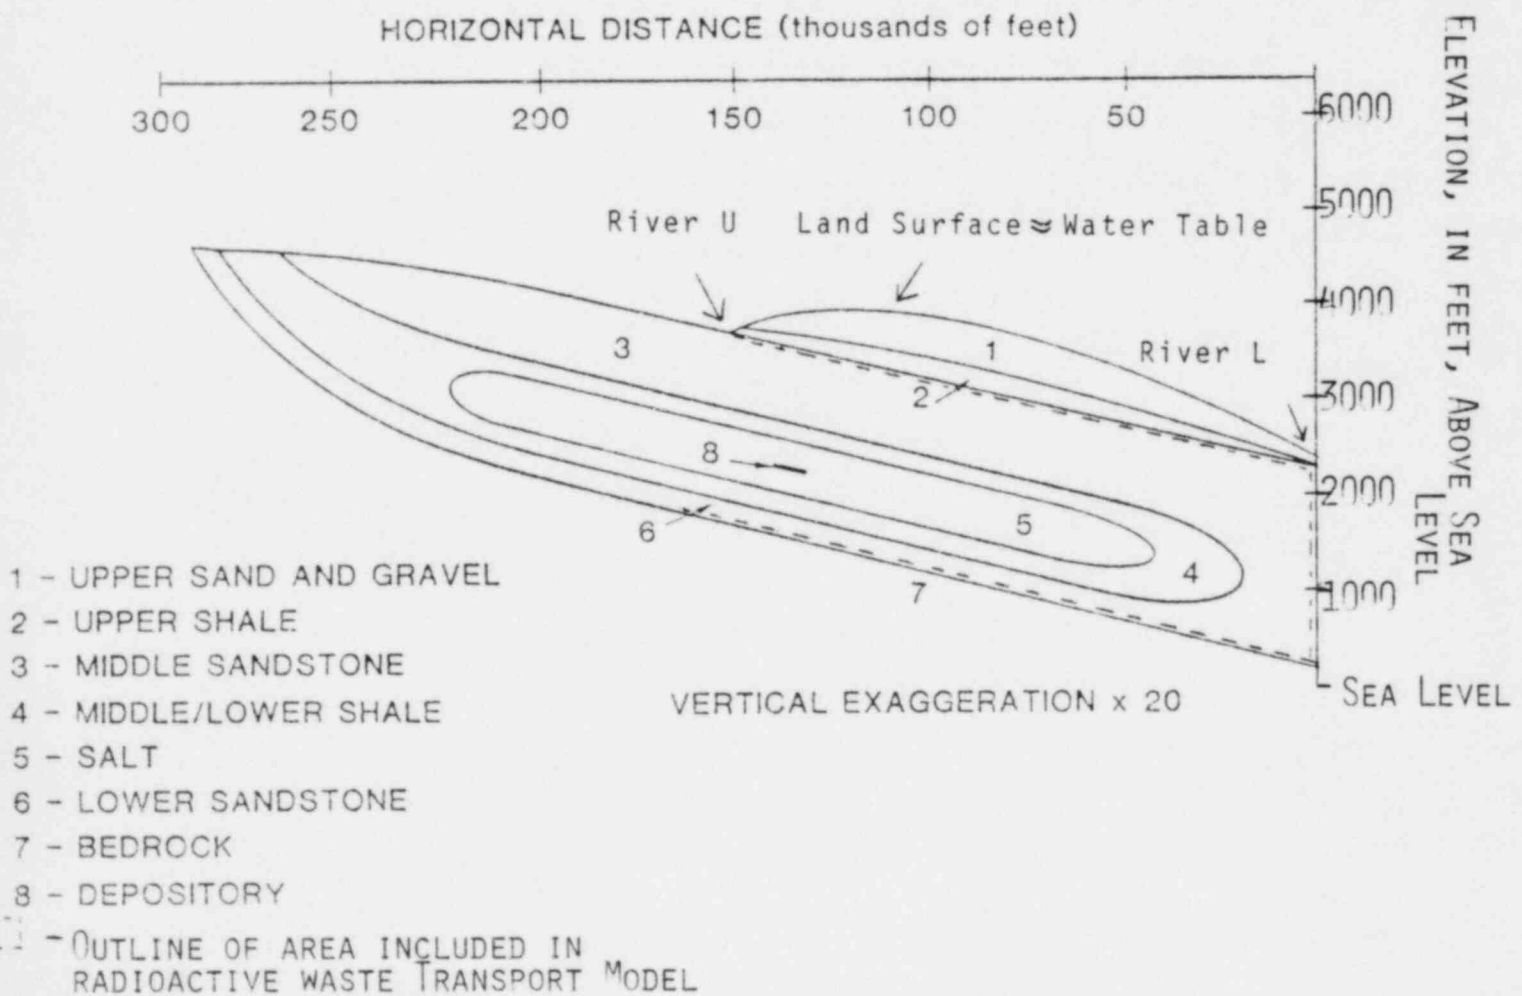 HORIZONTAL DISTANCE (thousands of feet)
300 250 200 150 100 50
6000
5000
4000
3000
2000
1000
SEA LEVEL
ELEVATION, IN FEET, ABOVE SEA
LEVEL
River U Land Surface ≈ Water Table
River L
1
2
3
4
5
6
7
8
VERTICAL EXAGGERATION x 20
1 - UPPER SAND AND GRAVEL
2 - UPPER SHALE
3 - MIDDLE SANDSTONE
4 - MIDDLE/LOWER SHALE
5 - SALT
6 - LOWER SANDSTONE
7 - BEDROCK
8 - DEPOSITORY
- OUTLINE OF AREA INCLUDED IN
RADIOACTIVE WASTE TRANSPORT MODEL